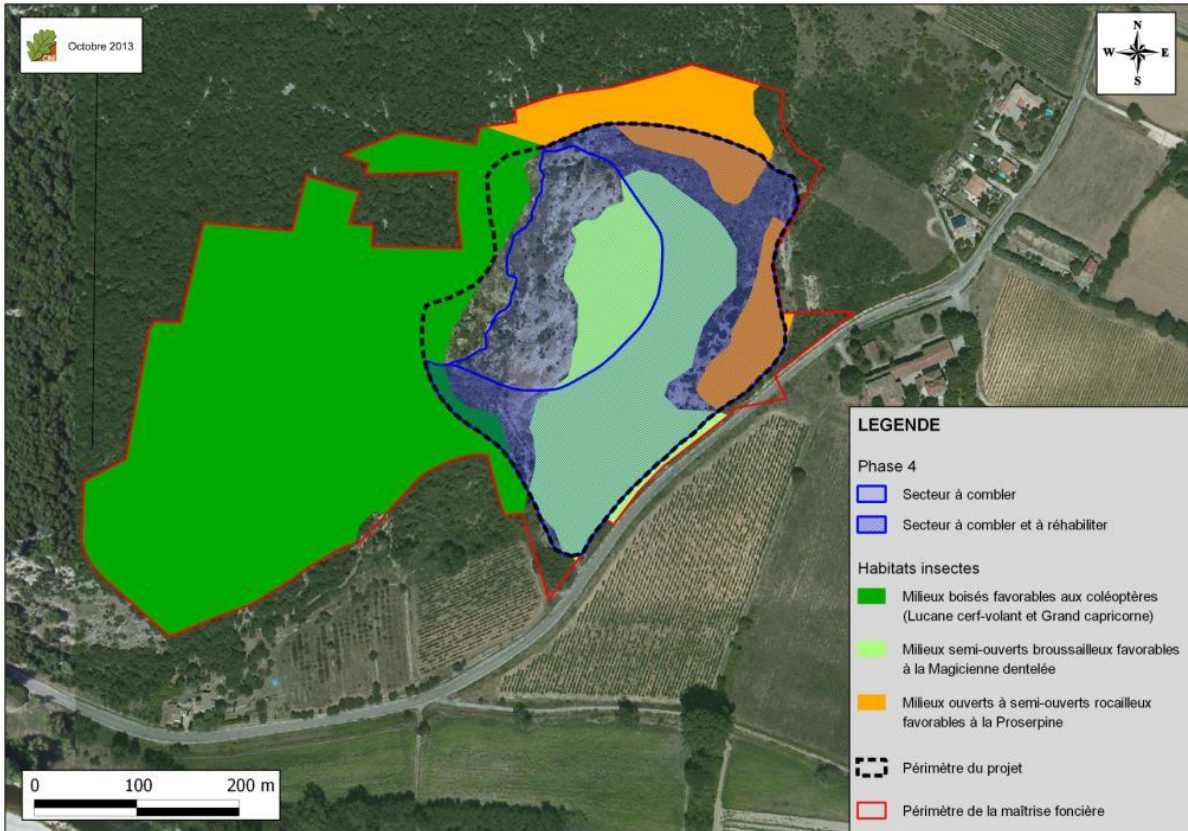 CBE
Octobre 2013
N
W E
S
LEGENDE
Phase 4
Secteur à combler
Secteur à combler et à réhabiliter
Habitats insectes
Milieux boisés favorables aux coléoptères
(Lucane cerf-volant et Grand capricorne)
Milieux semi-ouverts broussailleux favorables
à la Magicienne dentelée
Milieux ouverts à semi-ouverts rocailleux
favorables à la Proserpine
Périmètre du projet
Périmètre de la maîtrise foncière
0 100 200 m